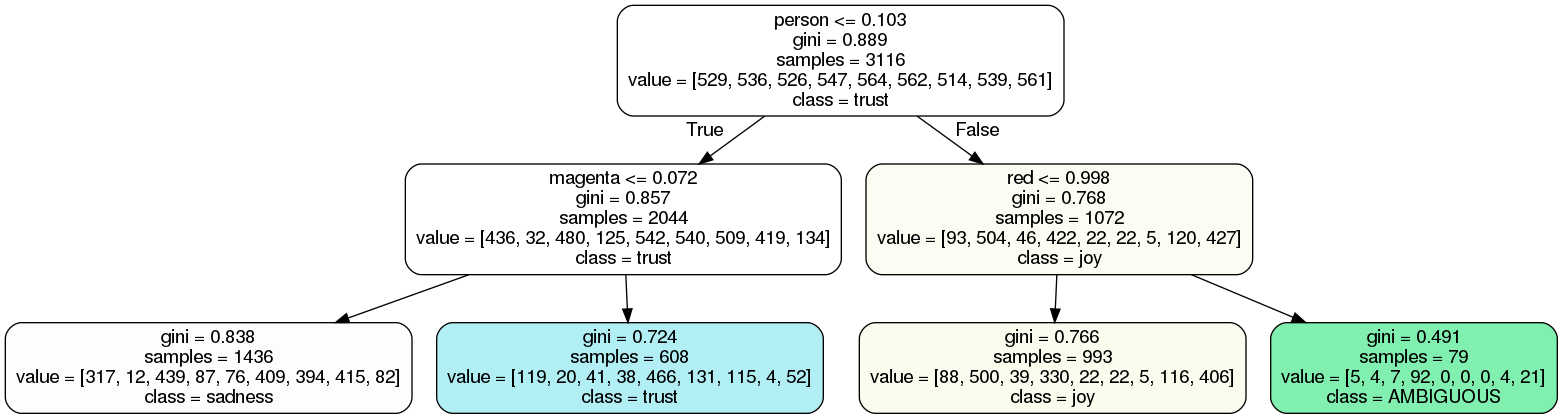 person <= 0.103
gini = 0.889
samples = 3116
value = [529, 536, 526, 547, 564, 562, 514, 539, 561]
class = trust
True
False
magenta <= 0.072
gini = 0.857
samples = 2044
value = [436, 32, 480, 125, 542, 540, 509, 419, 134]
class = trust
red <= 0.998
gini = 0.768
samples = 1072
value = [93, 504, 46, 422, 22, 22, 5, 120, 427]
class = joy
gini = 0.838
samples = 1436
value = [317, 12, 439, 87, 76, 409, 394, 415, 82]
class = sadness
gini = 0.724
samples = 608
value = [119, 20, 41, 38, 466, 131, 115, 4, 52]
class = trust
gini = 0.766
samples = 993
value = [88, 500, 39, 330, 22, 22, 5, 116, 406]
class = joy
gini = 0.491
samples = 79
value = [5, 4, 7, 92, 0, 0, 0, 4, 21]
class = AMBIGUOUS